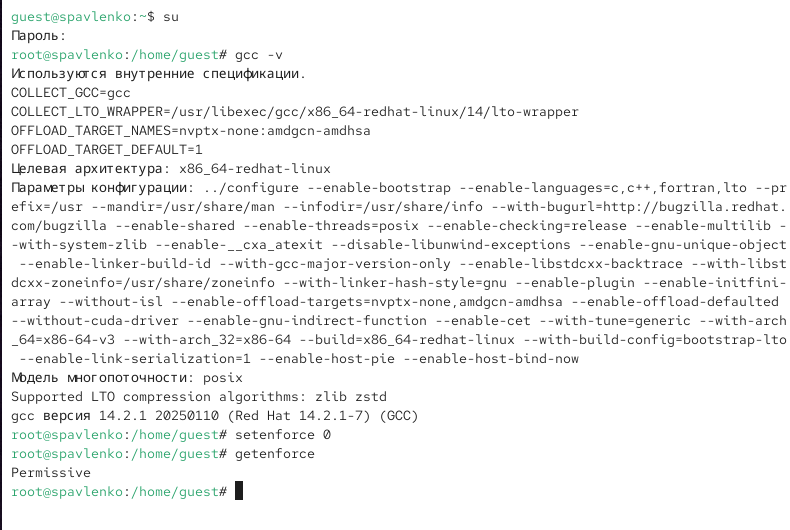 guest@spavlenko:~$ su
Пароль:
root@spavlenko:/home/guest# gcc -v
Используются внутренние спецификации.
COLLECT_GCC=gcc
COLLECT_LTO_WRAPPER=/usr/libexec/gcc/x86_64-redhat-linux/14/lto-wrapper
OFFLOAD_TARGET_NAMES=nvptx-none:amdgcn-amdhsa
OFFLOAD_TARGET_DEFAULT=1
Целевая архитектура: x86_64-redhat-linux
Параметры конфигурации: ../configure --enable-bootstrap --enable-languages=c,c++,fortran,lto --pr
efix=/usr --mandir=/usr/share/man --infodir=/usr/share/info --with-bugurl=http://bugzilla.redhat.
com/bugzilla --enable-shared --enable-threads=posix --enable-checking=release --enable-multilib -
-with-system-zlib --enable-__cxa_atexit --disable-libunwind-exceptions --enable-gnu-unique-object
 --enable-linker-build-id --with-gcc-major-version-only --enable-libstdcxx-backtrace --with-libst
dcxx-zoneinfo=/usr/share/zoneinfo --with-linker-hash-style=gnu --enable-plugin --enable-initfini-
array --without-isl --enable-offload-targets=nvptx-none,amdgcn-amdhsa --enable-offload-defaulted
--without-cuda-driver --enable-gnu-indirect-function --enable-cet --with-tune=generic --with-arch
_64=x86-64-v3 --with-arch_32=x86-64 --build=x86_64-redhat-linux --with-build-config=bootstrap-lto
 --enable-link-serialization=1 --enable-host-pie --enable-host-bind-now
Модель многопоточности: posix
Supported LTO compression algorithms: zlib zstd
gcc версия 14.2.1 20250110 (Red Hat 14.2.1-7) (GCC)
root@spavlenko:/home/guest# setenforce 0
root@spavlenko:/home/guest# getenforce
Permissive
root@spavlenko:/home/guest#